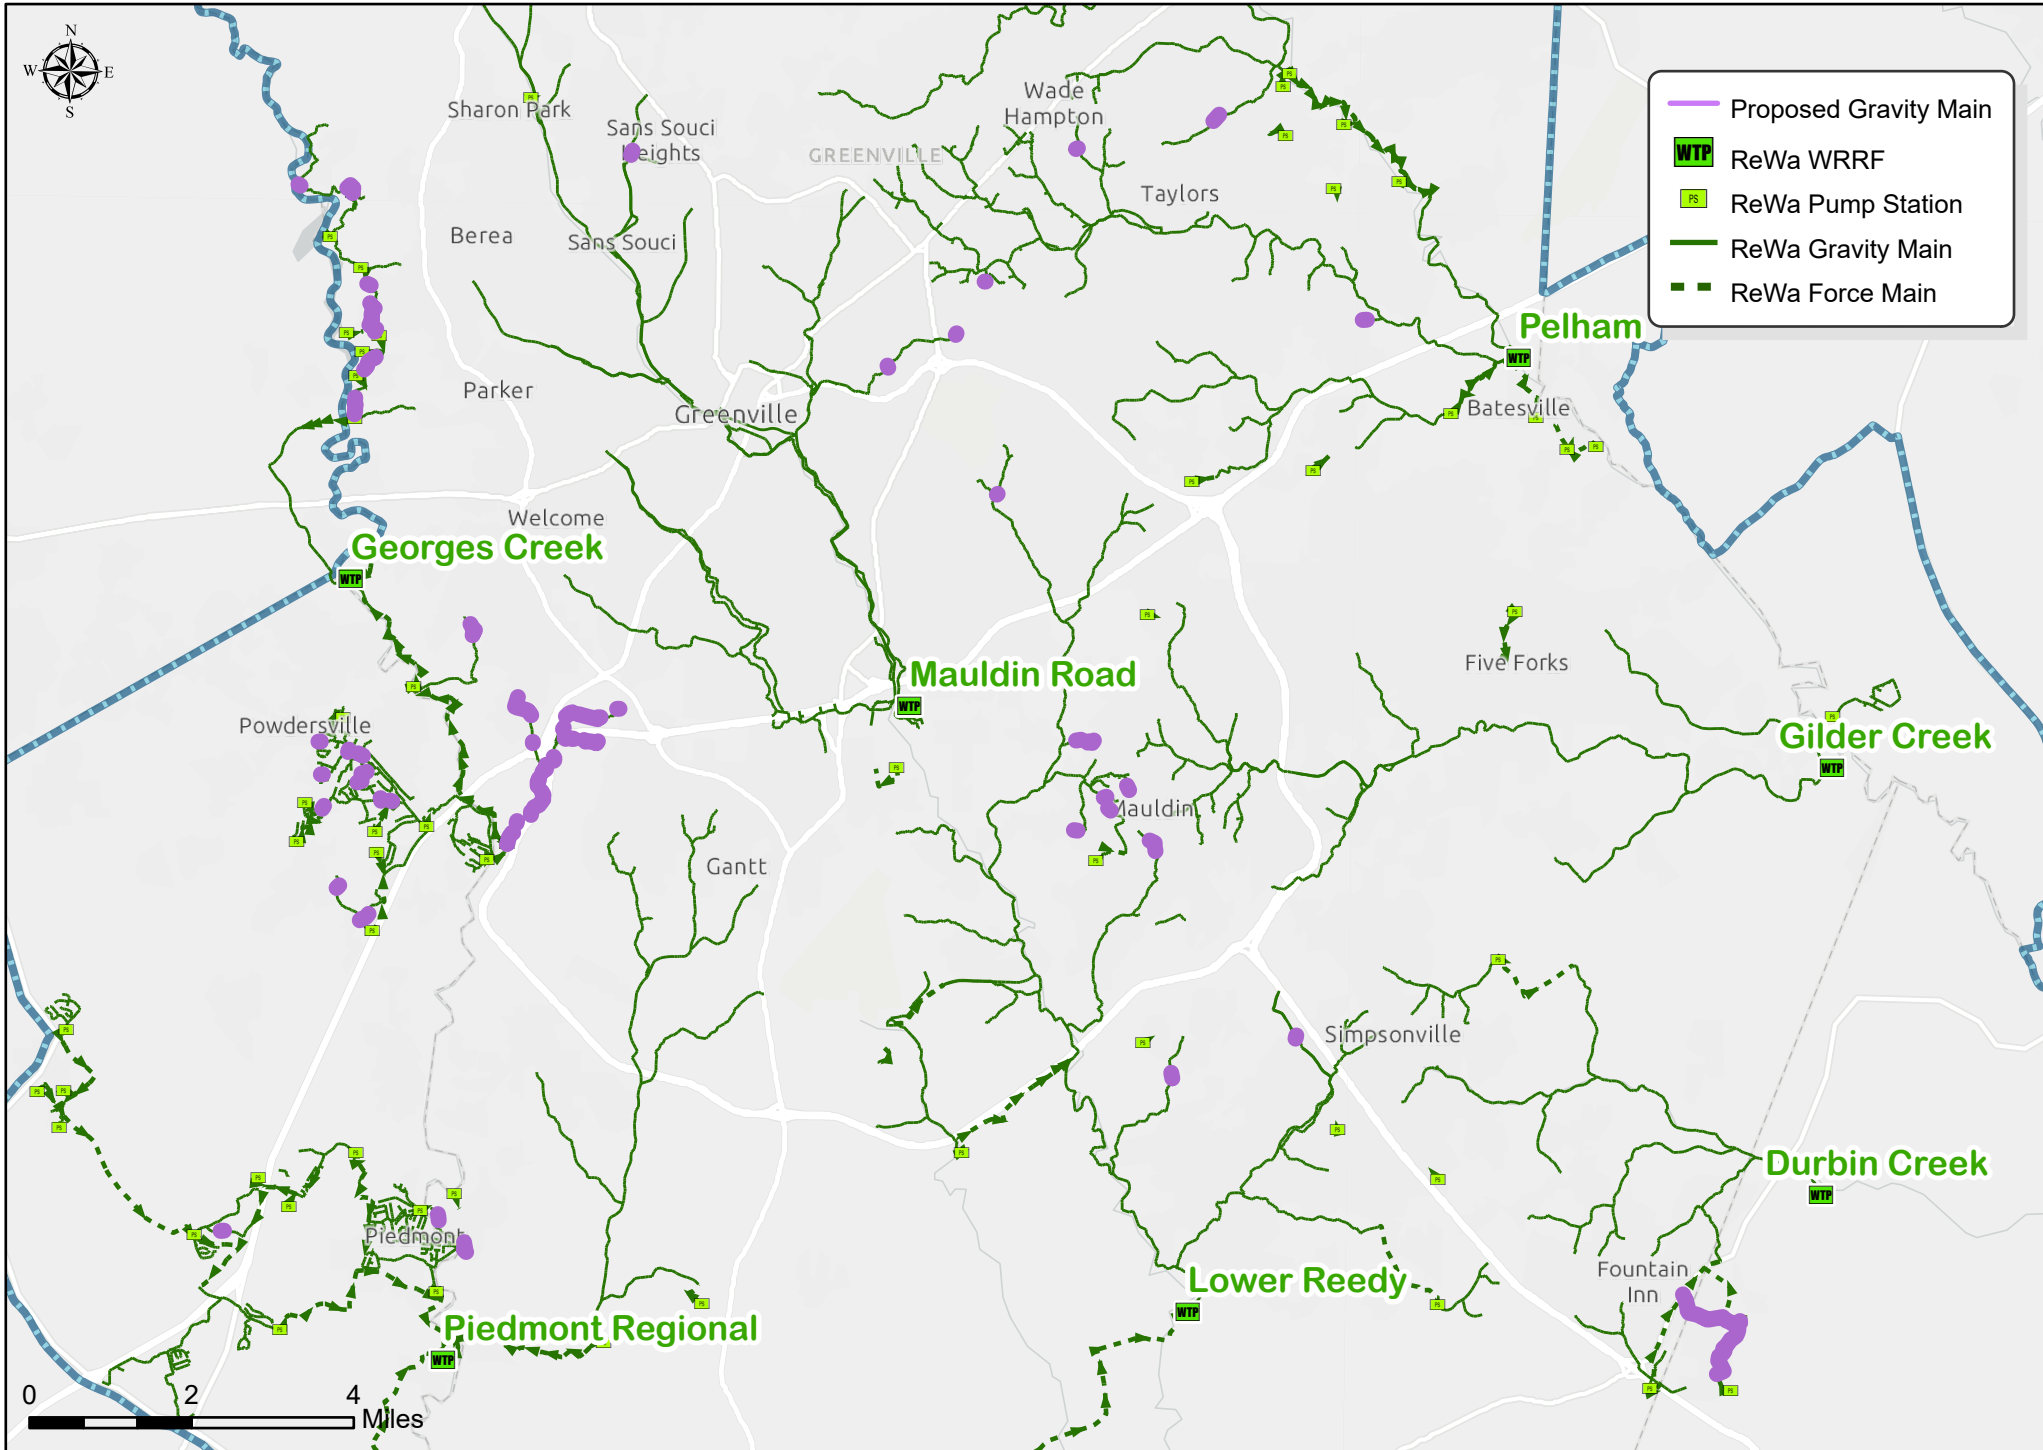 N
W
E
S
Sharon Park
Sans Souci
Heights
GREENVILLE
Wade
Hampton
Taylors
Berea
Sans Souci
Proposed Gravity Main
WTP
ReWa WRRF
PS
ReWa Pump Station
ReWa Gravity Main
ReWa Force Main
Pelham
WTP
Parker
Greenville
Batesville
Welcome
Georges Creek
WTP
Mauldin Road
WTP
Five Forks
Powdersville
Gilder Creek
WTP
Mauldin
Gantt
Simpsonville
Durbin Creek
WTP
Piedmont
Fountain
Inn
Lower Reedy
WTP
Piedmont Regional
WTP
0
2
4
Miles